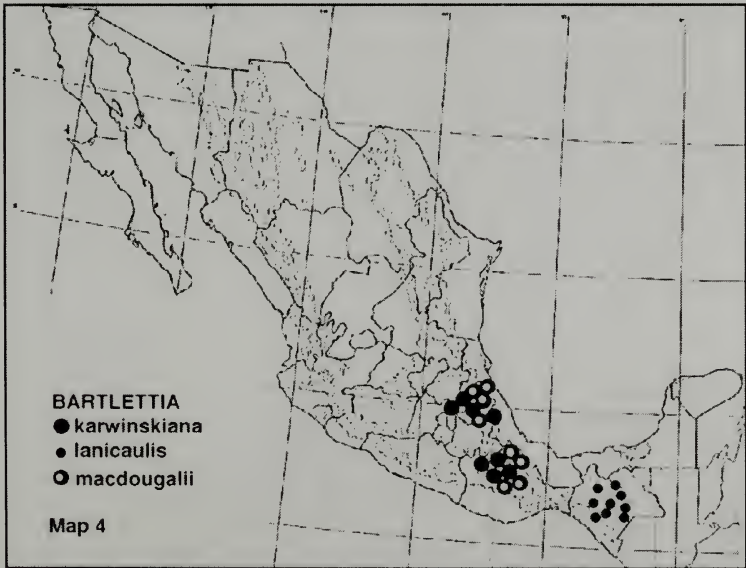 BARTLETTIA
● karwinskiana
• lanicaulis
○ macdougalii
Map 4